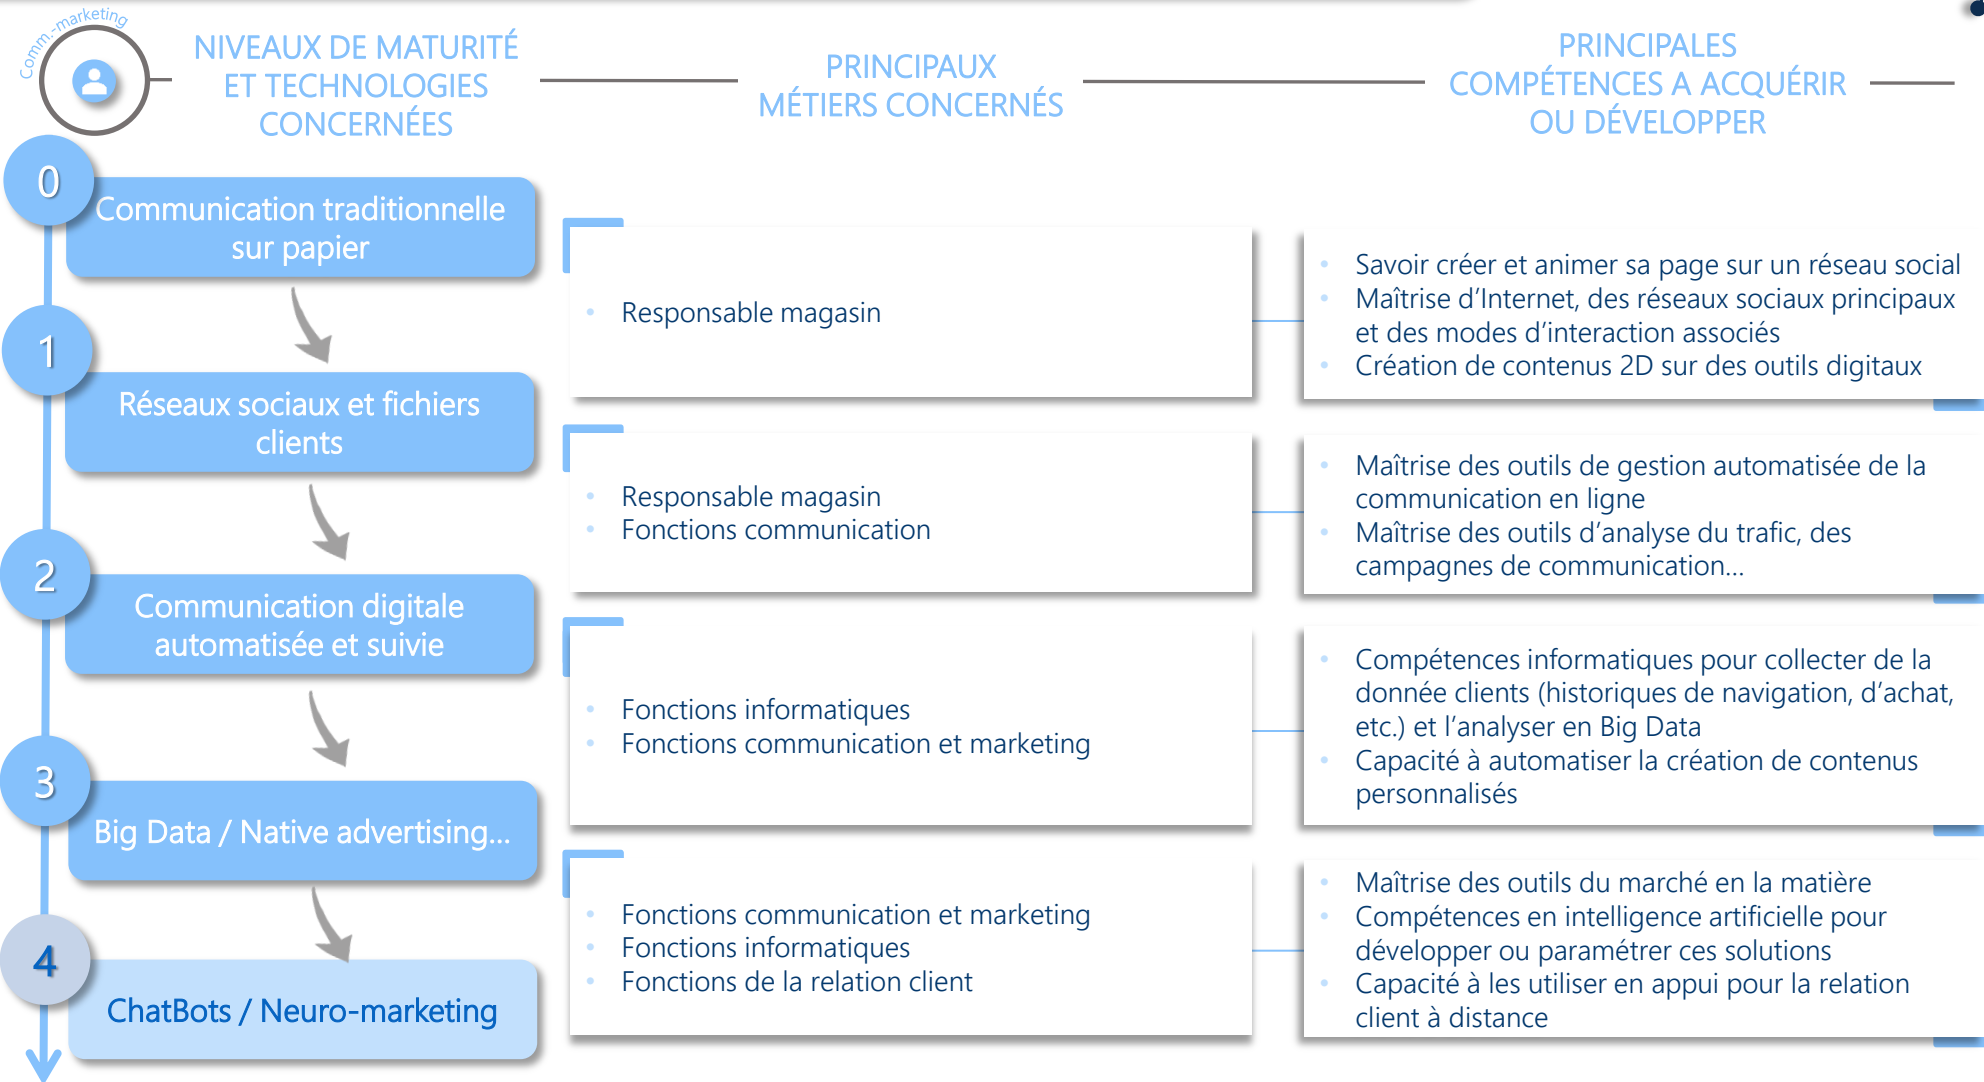 Comm.-marketing
NIVEAUX DE MATURITÉ
ET TECHNOLOGIES
CONCERNÉES
PRINCIPAUX
MÉTIERS CONCERNÉS
PRINCIPALES
COMPÉTENCES A ACQUÉRIR
OU DÉVELOPPER
0
Communication traditionnelle
sur papier
• Responsable magasin
• Savoir créer et animer sa page sur un réseau social
• Maîtrise d’Internet, des réseaux sociaux principaux
et des modes d’interaction associés
• Création de contenus 2D sur des outils digitaux
1
Réseaux sociaux et fichiers
clients
• Responsable magasin
• Fonctions communication
• Maîtrise des outils de gestion automatisée de la
communication en ligne
• Maîtrise des outils d’analyse du trafic, des
campagnes de communication…
2
Communication digitale
automatisée et suivie
• Fonctions informatiques
• Fonctions communication et marketing
• Compétences informatiques pour collecter de la
donnée clients (historiques de navigation, d’achat,
etc.) et l’analyser en Big Data
• Capacité à automatiser la création de contenus
personnalisés
3
Big Data / Native advertising…
• Fonctions communication et marketing
• Fonctions informatiques
• Fonctions de la relation client
• Maîtrise des outils du marché en la matière
• Compétences en intelligence artificielle pour
développer ou paramétrer ces solutions
• Capacité à les utiliser en appui pour la relation
client à distance
4
ChatBots / Neuro-marketing